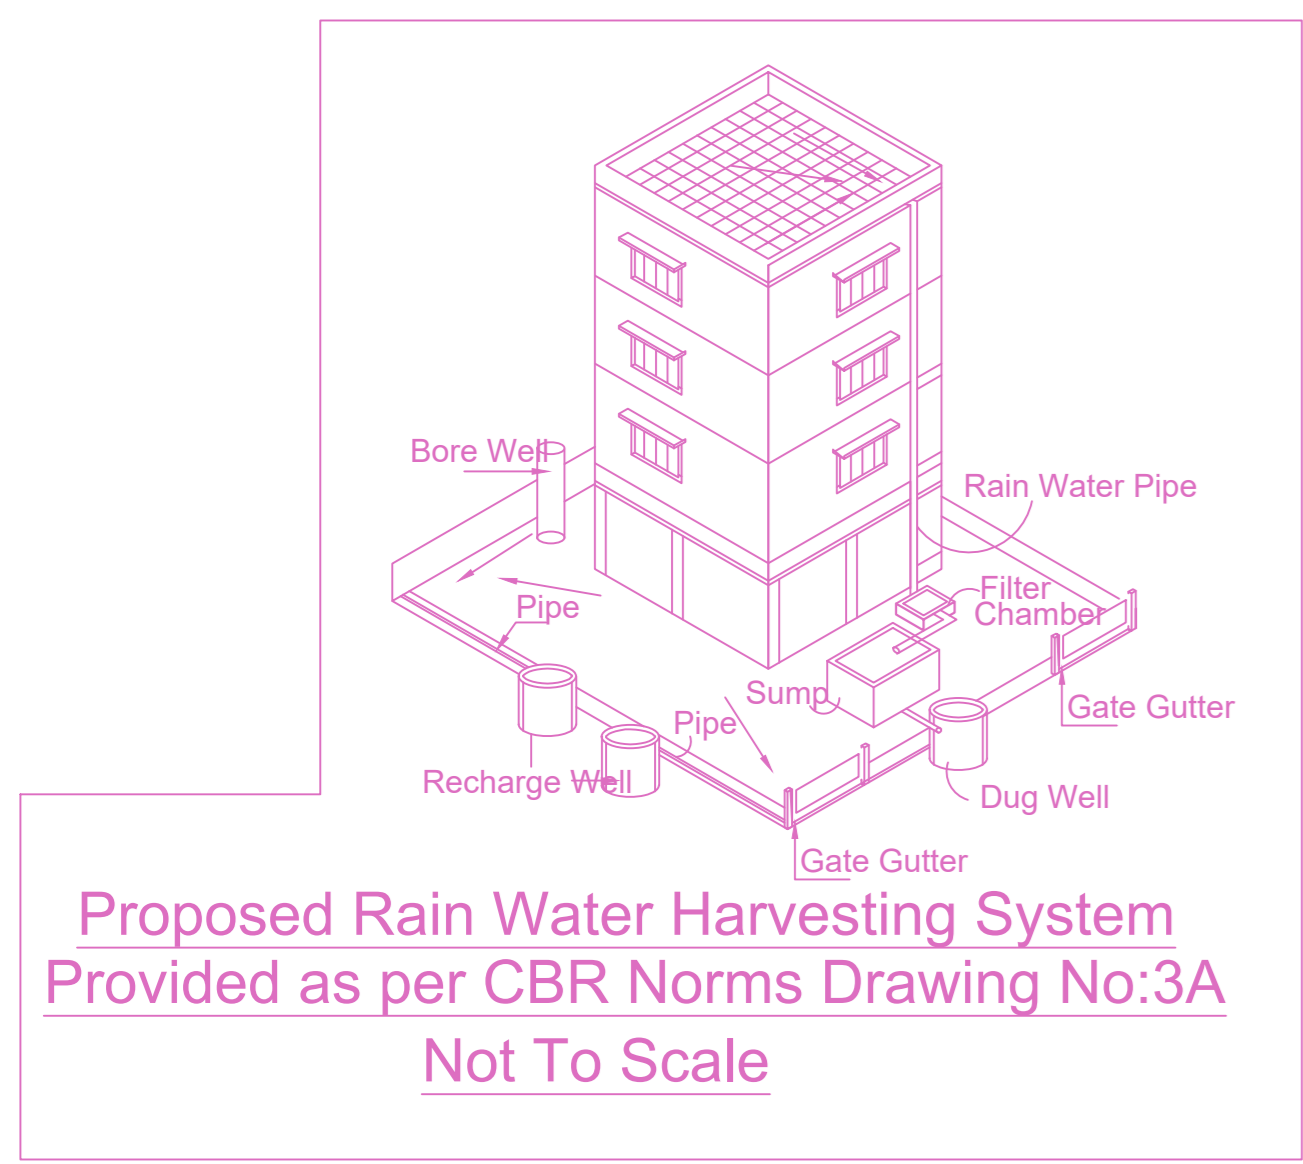 Bore Well
Rain Water Pipe
Filter
Chamber
Pipe
Sump
Pipe
Gate Gutter
Recharge Well
Dug Well
Gate Gutter
Proposed Rain Water Harvesting System
Provided as per CBR Norms Drawing No:3A
Not To Scale